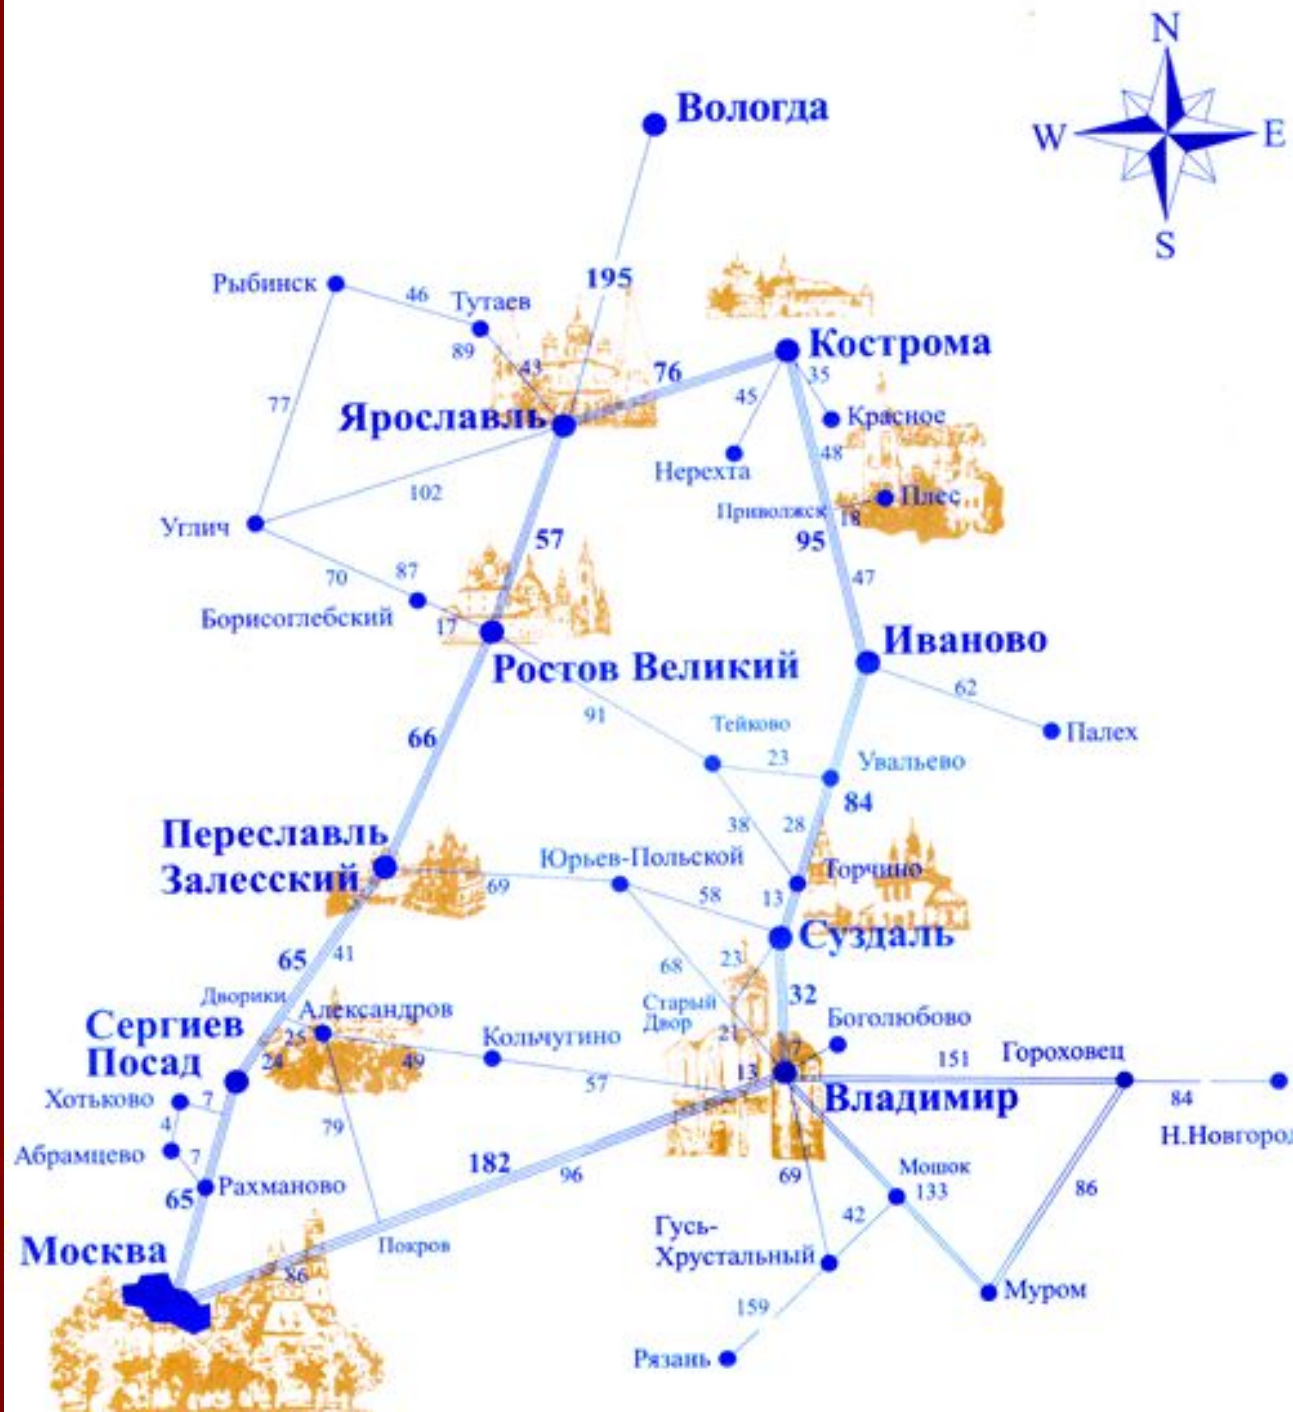 N
Вологда
W
E
S
195
Рыбинск
46
Тутаев
Кострома
89
43
76
35
77
45
Ярославль
Красное
48
Нерехта
102
Плес
Приволжск
18
Углич
57
95
87
70
47
Борисоглебский
17
Иваново
Ростов Великий
62
91
Тейково
66
Палех
23
Увальево
84
Переславль
Залесский
38
28
Юрьев-Польской
Торчино
69
58
13
Суздаль
65
41
23
68
Дворики
Александров
Старый
Двор
32
Боголюбово
Сергиев
Посад
25
24
49
Кольчугино
21
7
151
Гороховец
13
57
Владимир
84
Хотьково
7
4
79
Н.Новгород
Абрамцево
7
182
96
69
Мошок
133
86
65
Рахманово
42
Гусь-
Хрустальный
Москва
Покров
86
Муром
159
Рязань